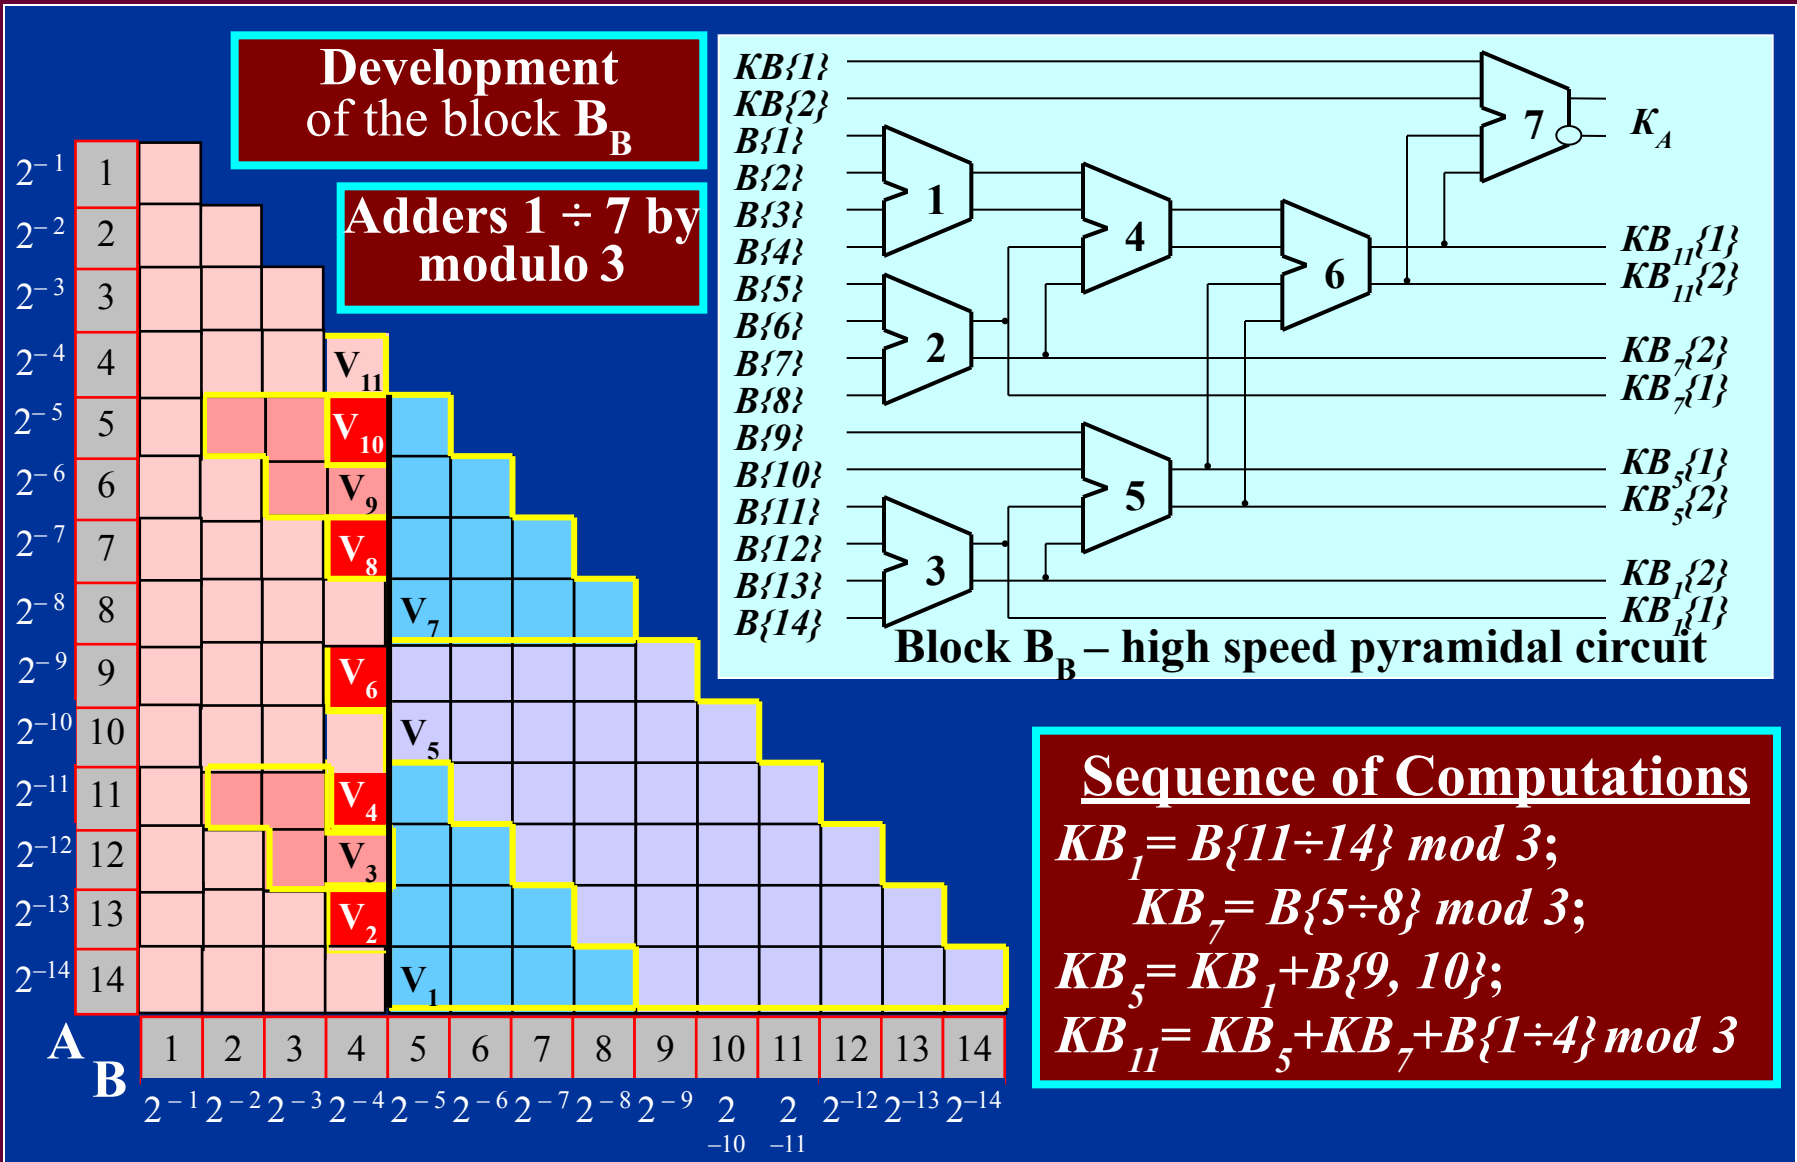 Development
of the block B_B
Adders 1 ÷ 7 by
modulo 3
KB{1}
KB{2}
B{1}
B{2}
B{3}
B{4}
B{5}
B{6}
B{7}
B{8}
B{9}
B{10}
B{11}
B{12}
B{13}
B{14}
1
2
3
4
5
6
7
K_A
KB_11{1}
KB_11{2}
KB_7{2}
KB_7{1}
KB_5{1}
KB_5{2}
KB_1{2}
KB_1{1}
Block B_B – high speed pyramidal circuit
2^–1 1
2^–2 2
2^–3 3
2^–4 4 V_11
2^–5 5 V_10
2^–6 6 V_9
2^–7 7 V_8
2^–8 8 V_7
2^–9 9 V_6
2^–10 10 V_5
2^–11 11 V_4
2^–12 12 V_3
2^–13 13 V_2
2^–14 14 V_1
A
B
1 2 3 4 5 6 7 8 9 10 11 12 13 14
2^–1 2^–2 2^–3 2^–4 2^–5 2^–6 2^–7 2^–8 2^–9 2^–10 2^–11 2^–12 2^–13 2^–14
Sequence of Computations
KB_1= B{11÷14} mod 3;
KB_7= B{5÷8} mod 3;
KB_5= KB_1+B{9, 10};
KB_11= KB_5+KB_7+B{1÷4} mod 3